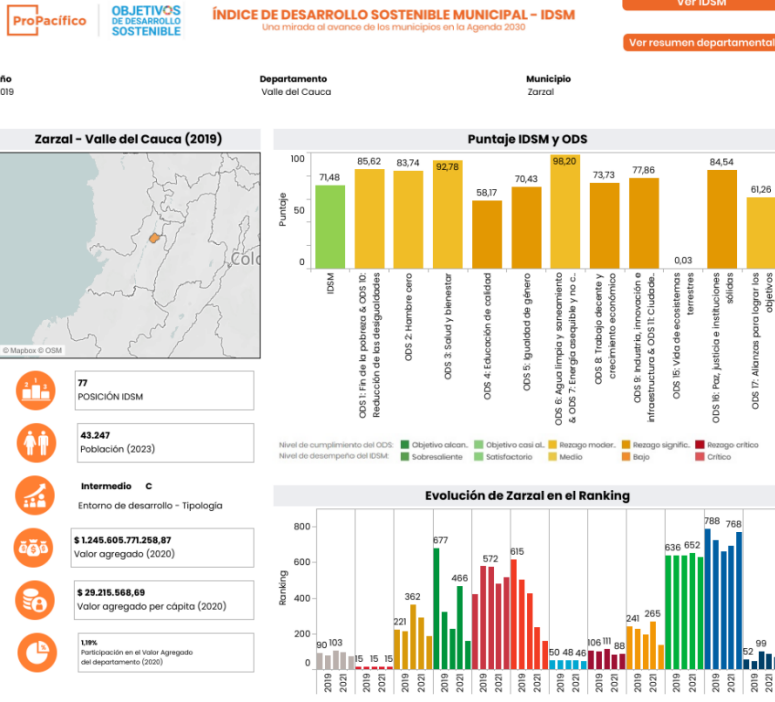 ProPacífico
OBJETIVOS
DE DESARROLLO
SOSTENIBLE
ÍNDICE DE DESARROLLO SOSTENIBLE MUNICIPAL - IDSM
Una mirada al avance de los municipios en la Agenda 2030
Ver IDSM
Ver resumen departamental
ño
019
Departamento
Valle del Cauca
Municipio
Zarzal
Zarzal - Valle del Cauca (2019)
Colo
© Mapbox © OSM
77
POSICIÓN IDSM
43.247
Población (2023)
Intermedio C
Entorno de desarrollo - Tipología
$ 1.245.605.771.258,87
Valor agregado (2020)
$ 29.215.568,69
Valor agregado per cápita (2020)
1,19%
Participación en el Valor Agregado
del departamento (2020)
Puntaje IDSM y ODS
Puntaje
100
50
0
71,48
85,62
83,74
92,78
58,17
70,43
98,20
73,73
77,86
0,03
84,54
61,26
IDSM
ODS 1: Fin de la pobreza & ODS 10:
Reducción de las desigualdades
ODS 2: Hambre cero
ODS 3: Salud y bienestar
ODS 4: Educación de calidad
ODS 5: Igualdad de género
ODS 6: Agua limpia y saneamiento
& ODS 7: Energía asequible y no c..
ODS 8: Trabajo decente y
crecimiento económico
ODS 9: Industria, innovación e
infraestructura & ODS 11: Ciudade..
ODS 15: Vida de ecosistemas
terrestres
ODS 16: Paz, justicia e instituciones
sólidas
ODS 17: Alianzas para lograr los
objetivos
Nivel de cumplimiento del ODS: Objetivo alcan.. Objetivo casi al.. Rezago moder.. Rezago signific.. Rezago crítico
Nivel de desempeño del IDSM: Sobresaliente Satisfactorio Medio Bajo Crítico
Evolución de Zarzal en el Ranking
Ranking
800
600
400
200
0
90 103
15 15 15
221 362
677 466
572
615
50 48 46
106 111 88
241 265
636 652
788 768
52 99
2019 2021 2019 2021 2019 2021 2019 2021 2019 2021 2019 2021 2019 2021 2019 2021 2019 2021 2019 2021 2019 2021 2019 2021